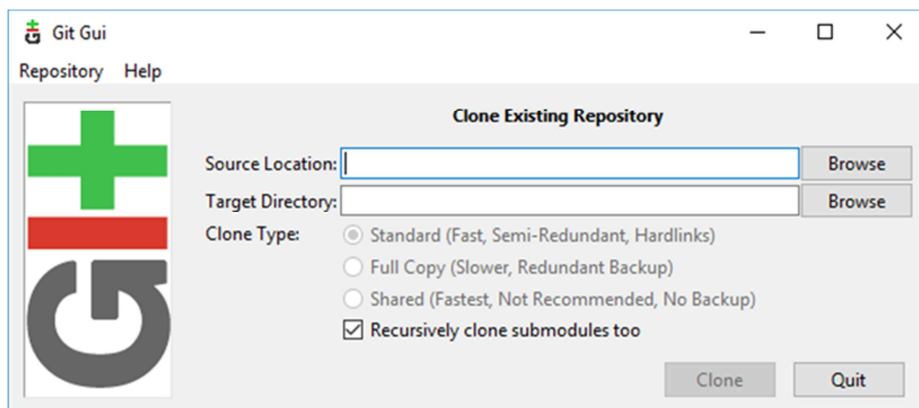 Git Gui
Repository Help
Clone Existing Repository
Source Location: Browse
Target Directory: Browse
Clone Type: Standard (Fast, Semi-Redundant, Hardlinks)
Full Copy (Slower, Redundant Backup)
Shared (Fastest, Not Recommended, No Backup)
Recursively clone submodules too
Clone Quit